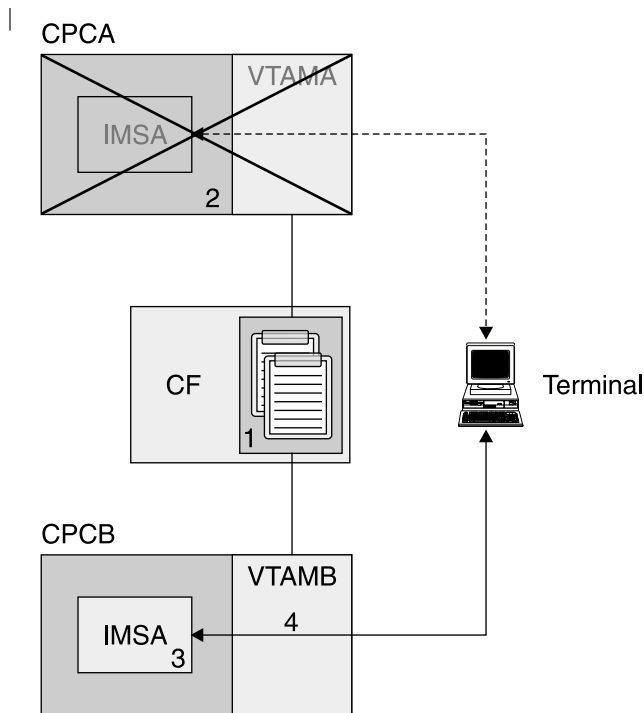 CPCA
VTAMA
IMSA
2
CF
1
Terminal
CPCB
VTAMB
IMSA
3
4